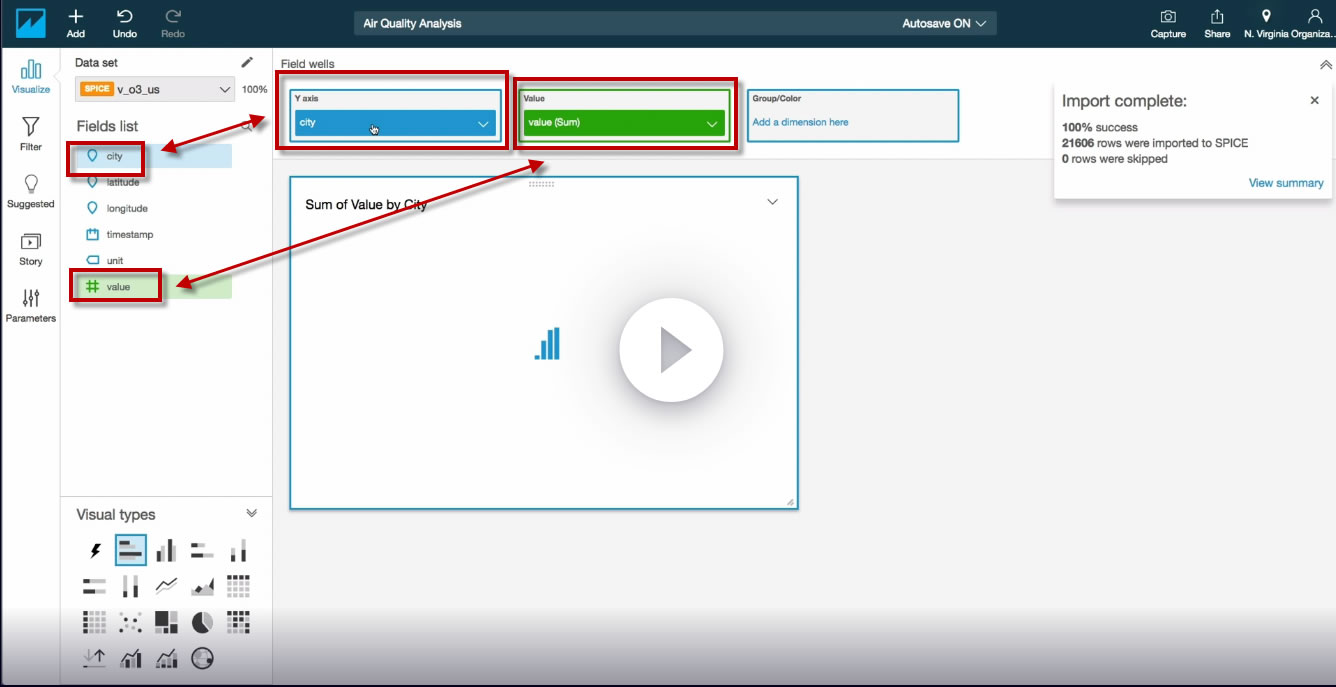 Add
Undo
Redo
Air Quality Analysis
Autosave ON
Capture
Share
N. Virginia
Organiza...
Visualize
Filter
Suggested
Story
Parameters
Data set
SPICE v_o3_us
100%
Fields list
city
latitude
longitude
timestamp
unit
value
Visual types
Field wells
Y axis
city
Value
value (Sum)
Group/Color
Add a dimension here
Sum of Value by City
Import complete:
100% success
21606 rows were imported to SPICE
0 rows were skipped
View summary